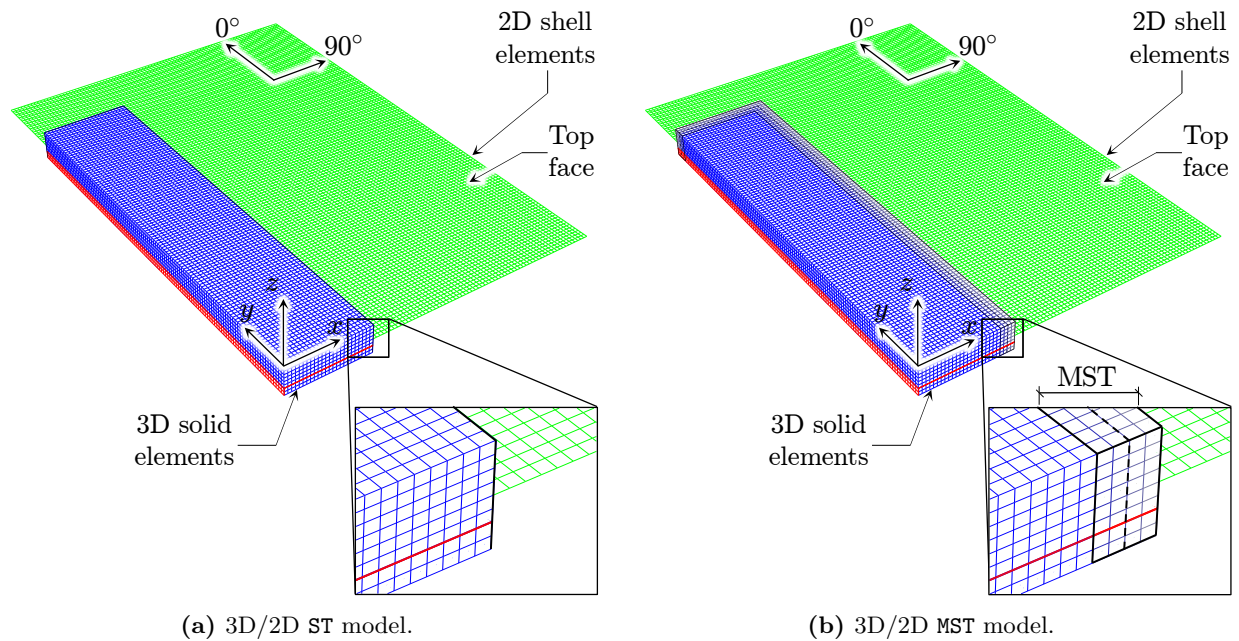 0°
90°
2D shell
elements
Top
face
z
y
x
3D solid
elements
(a) 3D/2D ST model.
0°
90°
2D shell
elements
Top
face
z
y
x
MST
3D solid
elements
(b) 3D/2D MST model.